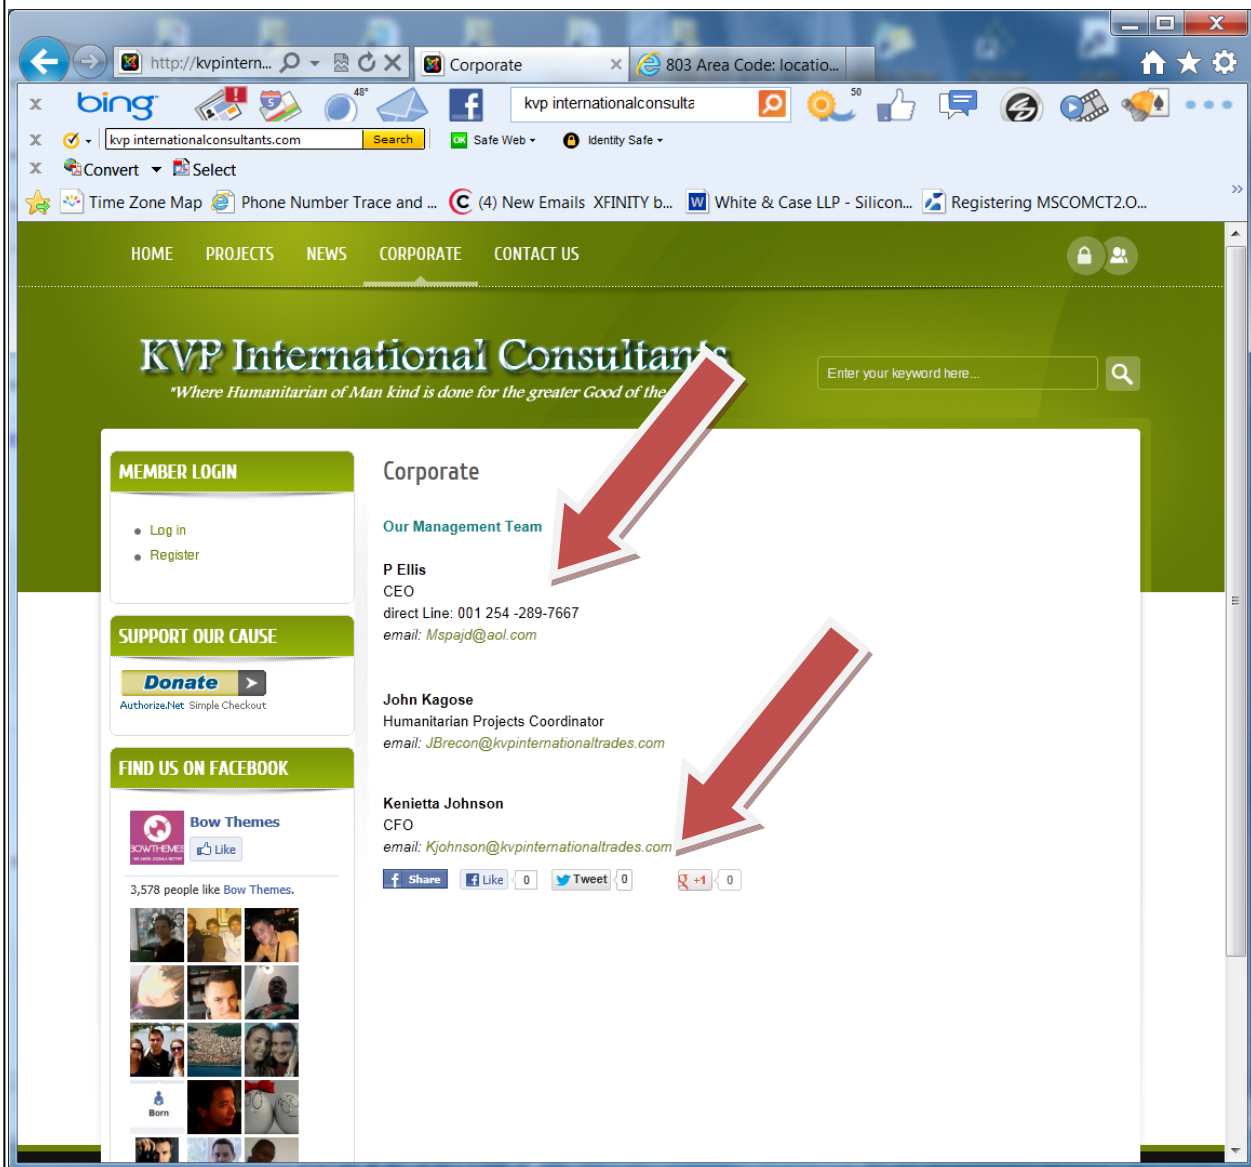 http://kvpintern...
Corporate
803 Area Code: locatio...
bing
48°
kvp internationalconsulta
50
kvp internationalconsultants.com
Search
OK Safe Web
Identity Safe
Convert
Select
Time Zone Map
Phone Number Trace and ...
(4) New Emails XFINITY b...
White & Case LLP - Silicon...
Registering MSCOMCT2.O...
HOME PROJECTS NEWS CORPORATE CONTACT US
KVP International Consultants
"Where Humanitarian of Man kind is done for the greater Good of the
Enter your keyword here...
MEMBER LOGIN
Log in
Register
SUPPORT OUR CAUSE
Donate
Authorize.Net Simple Checkout
FIND US ON FACEBOOK
BOWTHEMES
Bow Themes
Like
3,578 people like Bow Themes.
Born
Corporate
Our Management Team
P Ellis
CEO
direct Line: 001 254 -289-7667
email: Mspajd@aol.com
John Kagose
Humanitarian Projects Coordinator
email: JBrecon@kvpinternationaltrades.com
Kenietta Johnson
CFO
email: Kjohnson@kvpinternationaltrades.com
f Share
Like 0
Tweet 0
+1 0